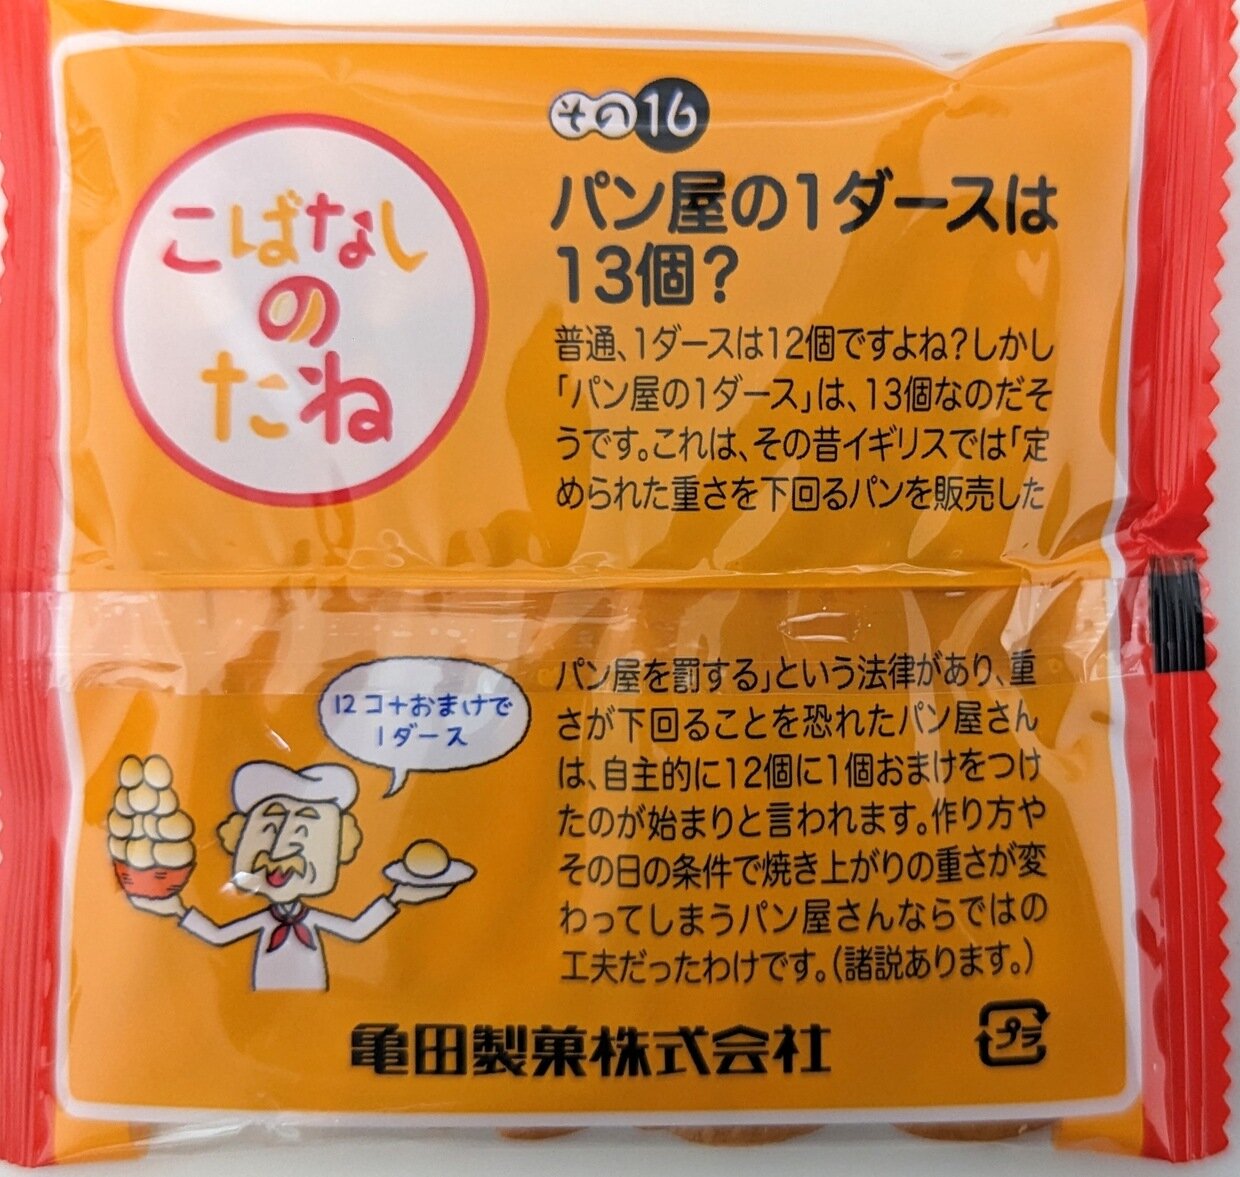 こばなし
の
たね
その16
パン屋の1ダースは
13個?
普通、1ダースは12個ですよね?しかし
「パン屋の1ダース」は、13個なのだそ
うです。これは、その昔イギリスでは「定
められた重さを下回るパンを販売した
パン屋を罰する」という法律があり、重
さが下回ることを恐れたパン屋さん
は、自主的に12個に1個おまけをつけ
たのが始まりと言われます。作り方や
その日の条件で焼き上がりの重さが変
わってしまうパン屋さんならではの
工夫だったわけです。(諸説あります。)
12コ+おまけで
1ダース
亀田製菓株式会社
プラ